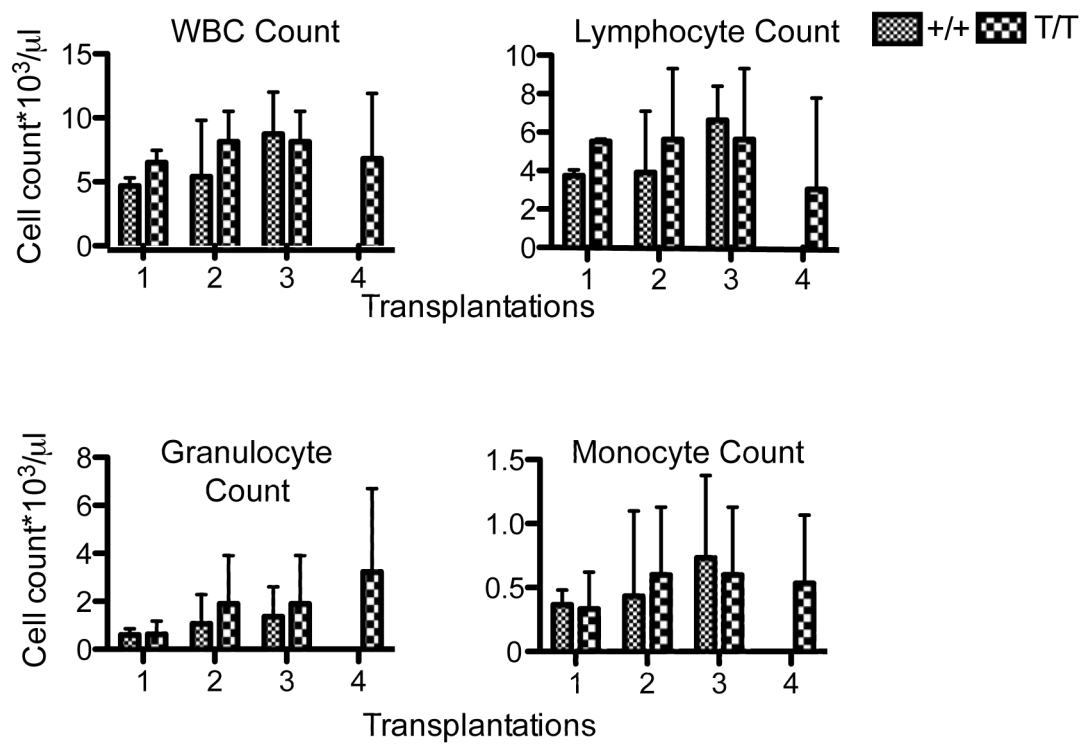 WBC Count
Lymphocyte Count
+/+ T/T
Cell count*10³/μl
15
10
5
0
1 2 3 4
10
8
6
4
2
0
1 2 3 4
Transplantations
Granulocyte
Count
Monocyte Count
Cell count*10³/μl
8
6
4
2
0
1 2 3 4
1.5
1.0
0.5
0
1 2 3 4
Transplantations